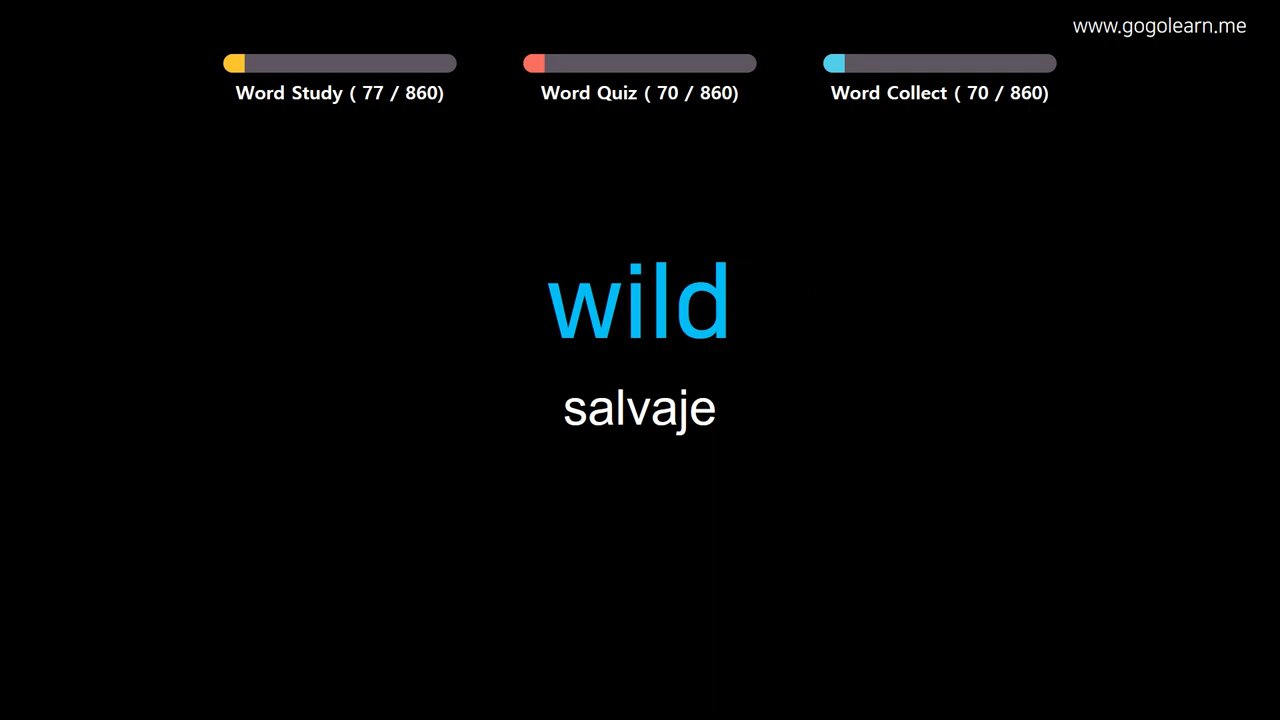 www.gogolearn.me
Word Study ( 77 / 860)
Word Quiz ( 70 / 860)
Word Collect ( 70 / 860)
wild
salvaje